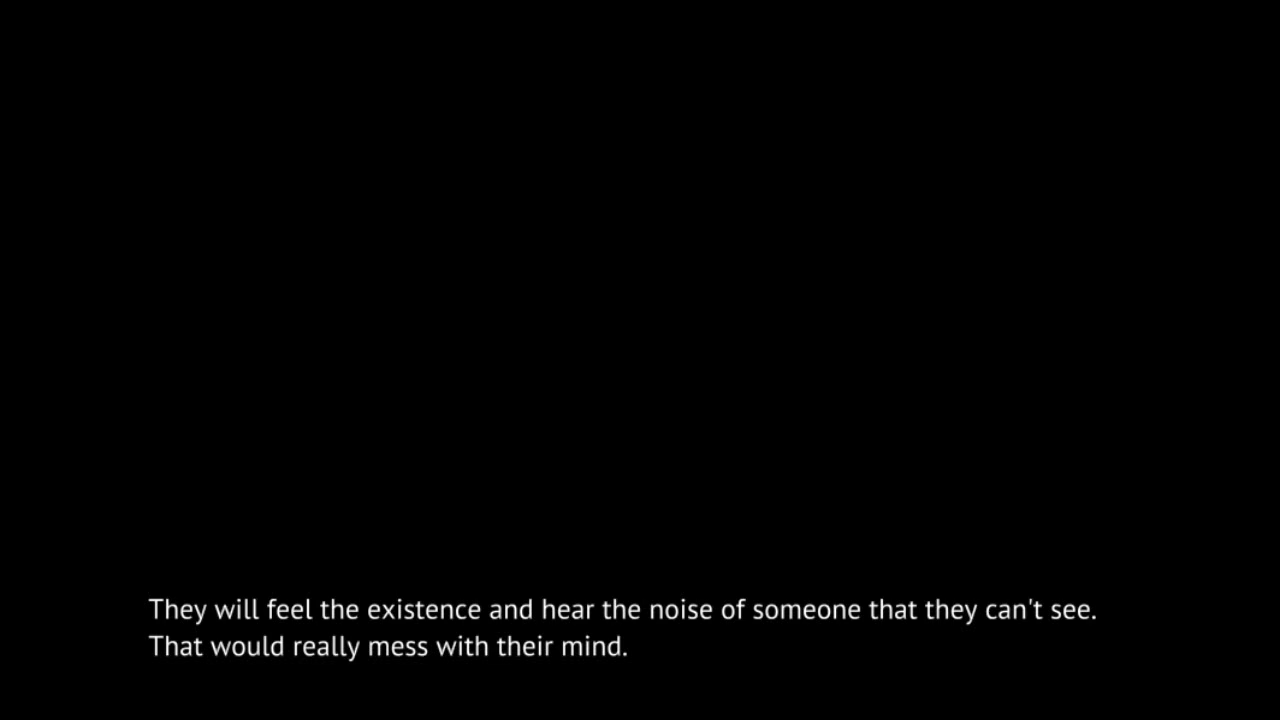 They will feel the existence and hear the noise of someone that they can't see.
That would really mess with their mind.